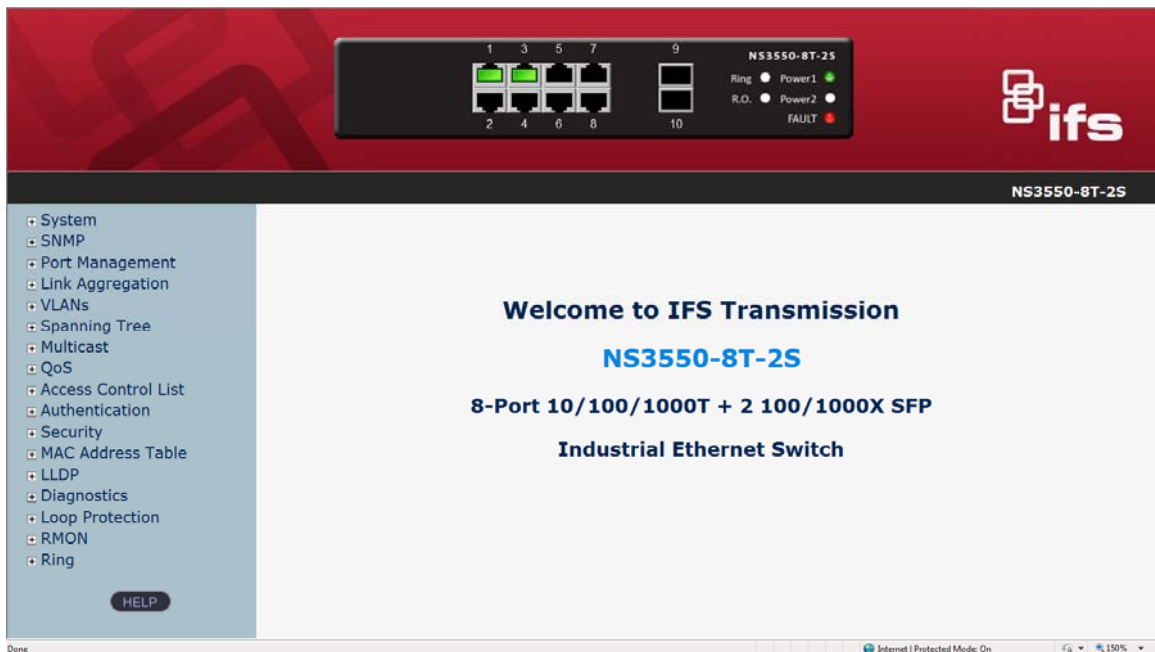 1 3 5 7 9
NS3550-8T-2S
Ring Power1
R.O. Power2
FAULT
2 4 6 8 10
ifs
NS3550-8T-2S
System
SNMP
Port Management
Link Aggregation
VLANs
Spanning Tree
Multicast
QoS
Access Control List
Authentication
Security
MAC Address Table
LLDP
Diagnostics
Loop Protection
RMON
Ring
HELP
Welcome to IFS Transmission
NS3550-8T-2S
8-Port 10/100/1000T + 2 100/1000X SFP
Industrial Ethernet Switch
Done
Internet | Protected Mode: On
150%